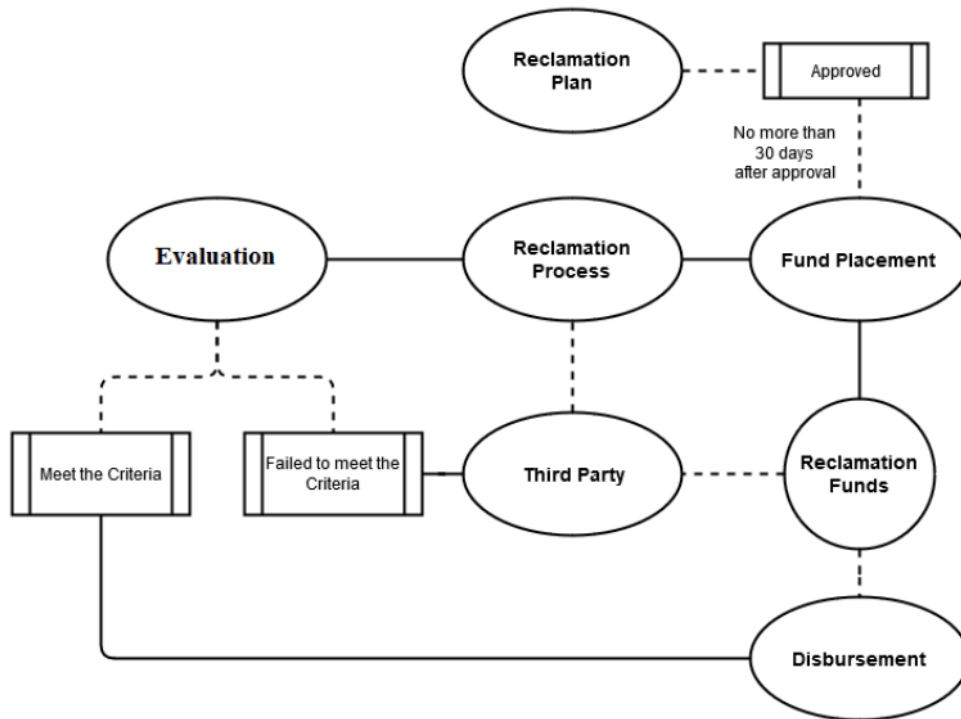 Reclamation
Plan
Approved
No more than
30 days
after approval
Evaluation
Reclamation
Process
Fund Placement
Meet the Criteria
Failed to meet the
Criteria
Third Party
Reclamation
Funds
Disbursement